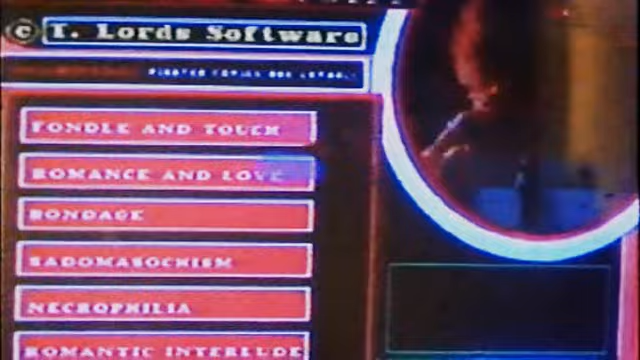 © T. Lords Software
FONDLE AND TOUCH
ROMANCE AND LOVE
BONDAGE
SADOMASOCHISM
NECROPHILIA
ROMANTIC INTERLUDE